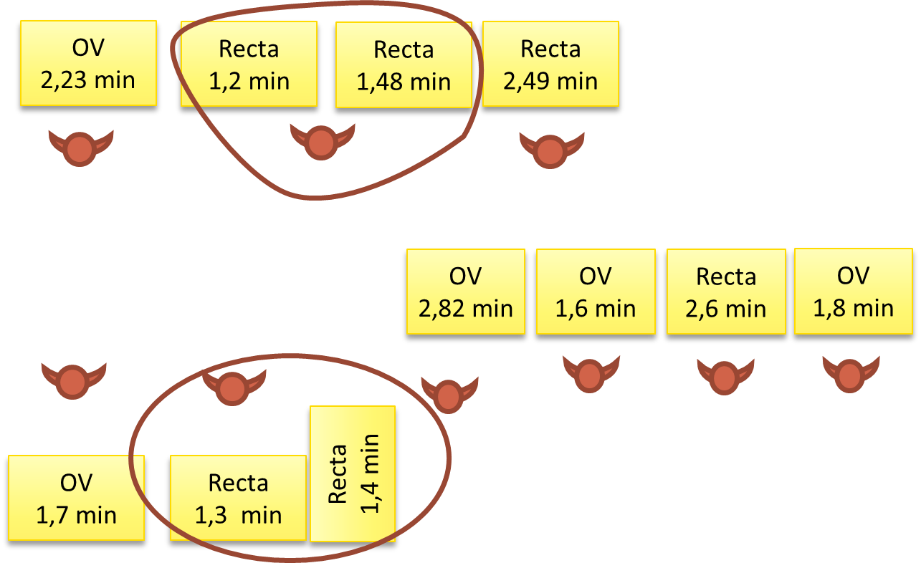 OV
2,23 min
Recta
1,2 min
Recta
1,48 min
Recta
2,49 min
OV
2,82 min
OV
1,6 min
Recta
2,6 min
OV
1,8 min
OV
1,7 min
Recta
1,3 min
Recta
1,4 min